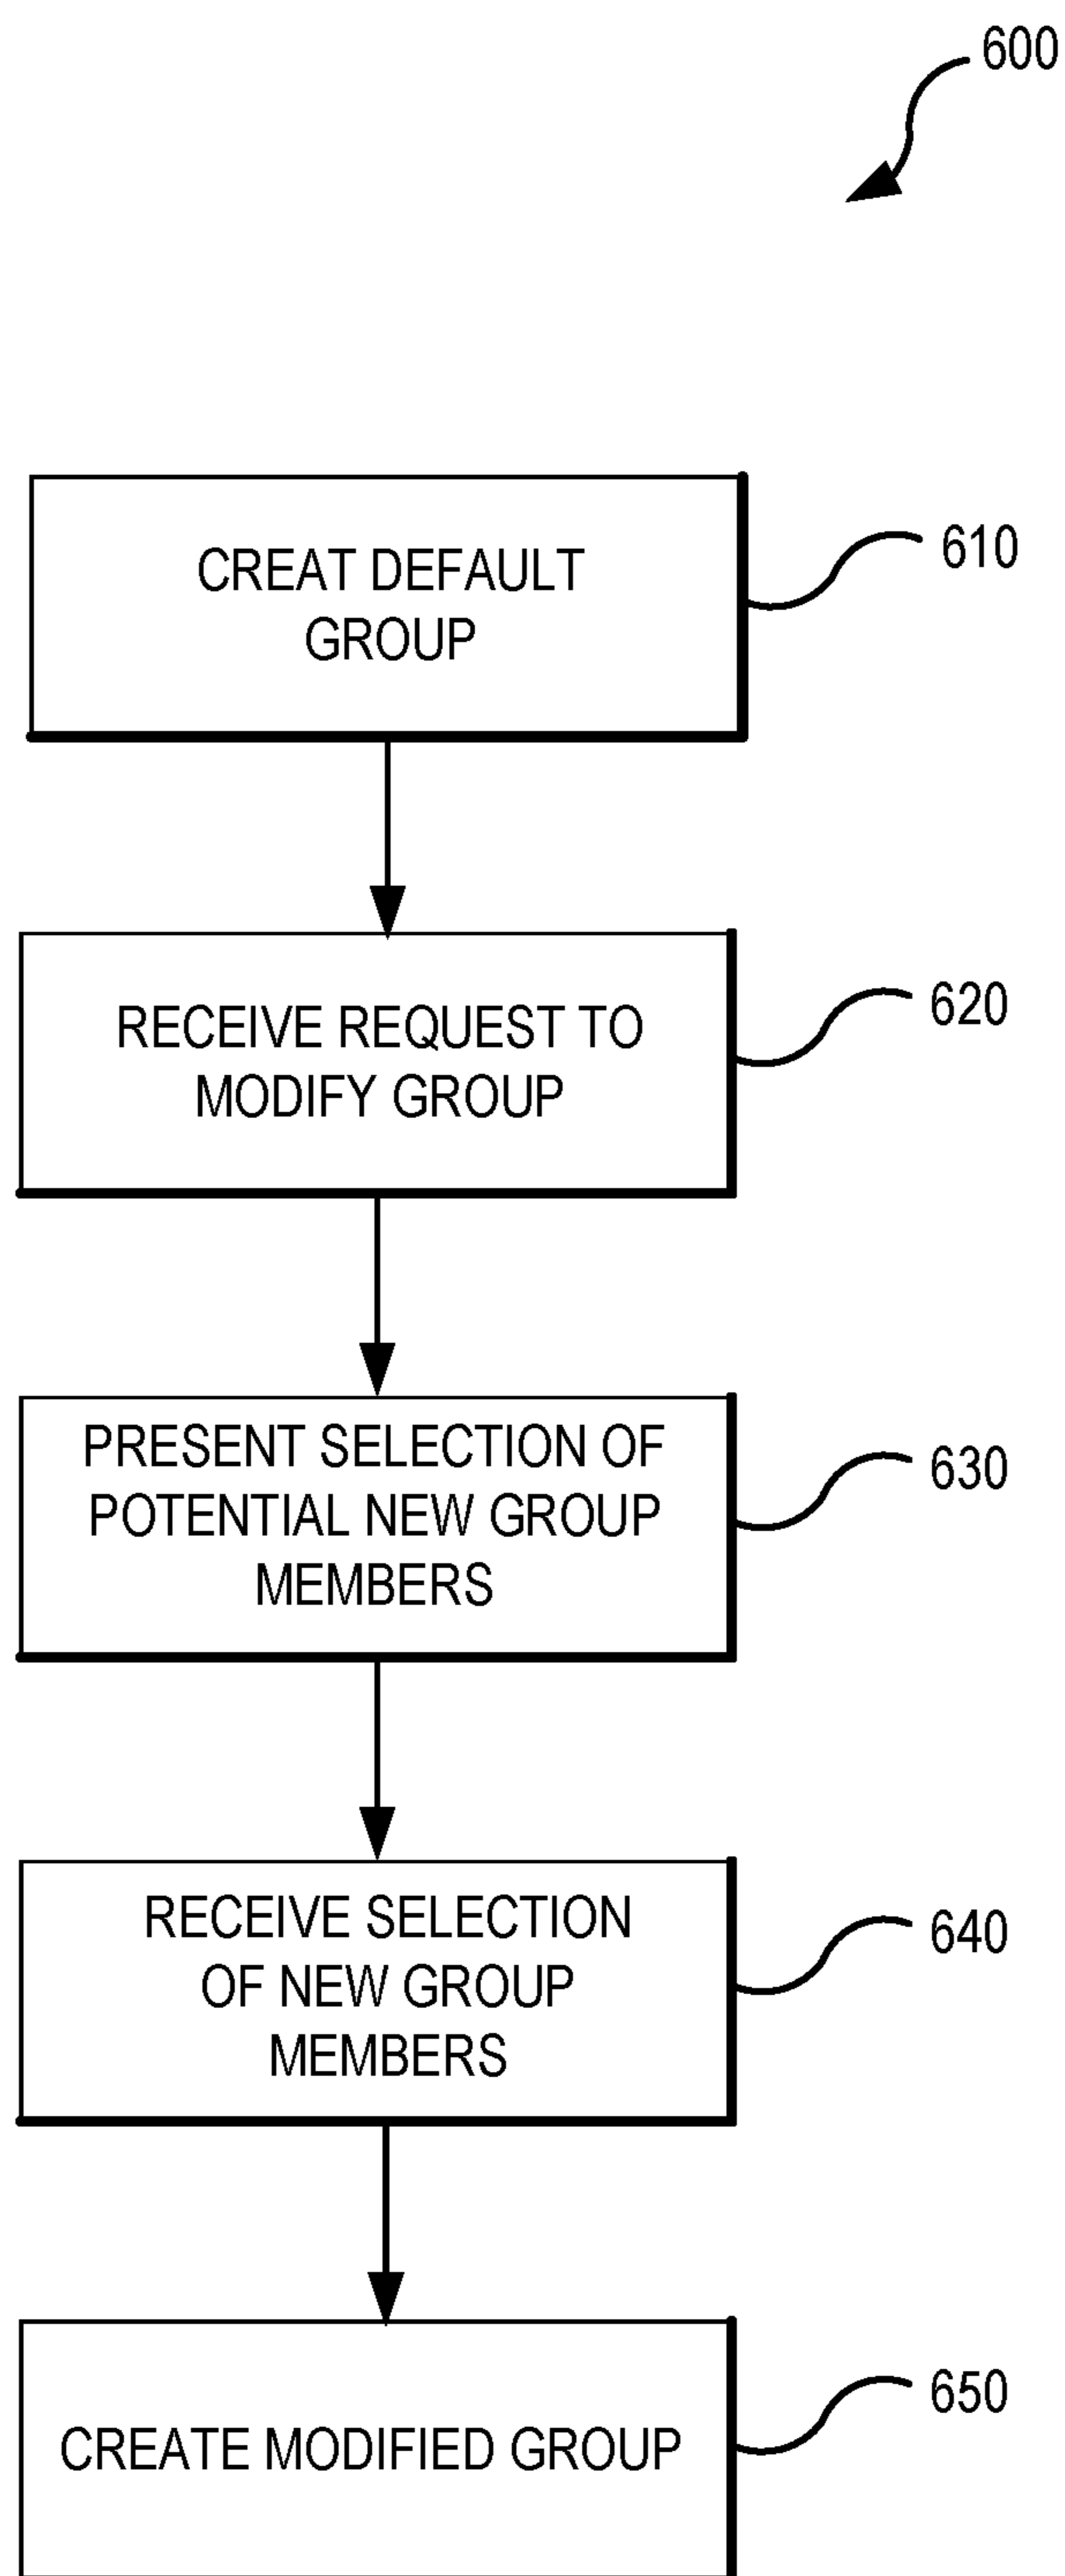 600
CREAT DEFAULT
GROUP
610
RECEIVE REQUEST TO
MODIFY GROUP
620
PRESENT SELECTION OF
POTENTIAL NEW GROUP
MEMBERS
630
RECEIVE SELECTION
OF NEW GROUP
MEMBERS
640
CREATE MODIFIED GROUP
650